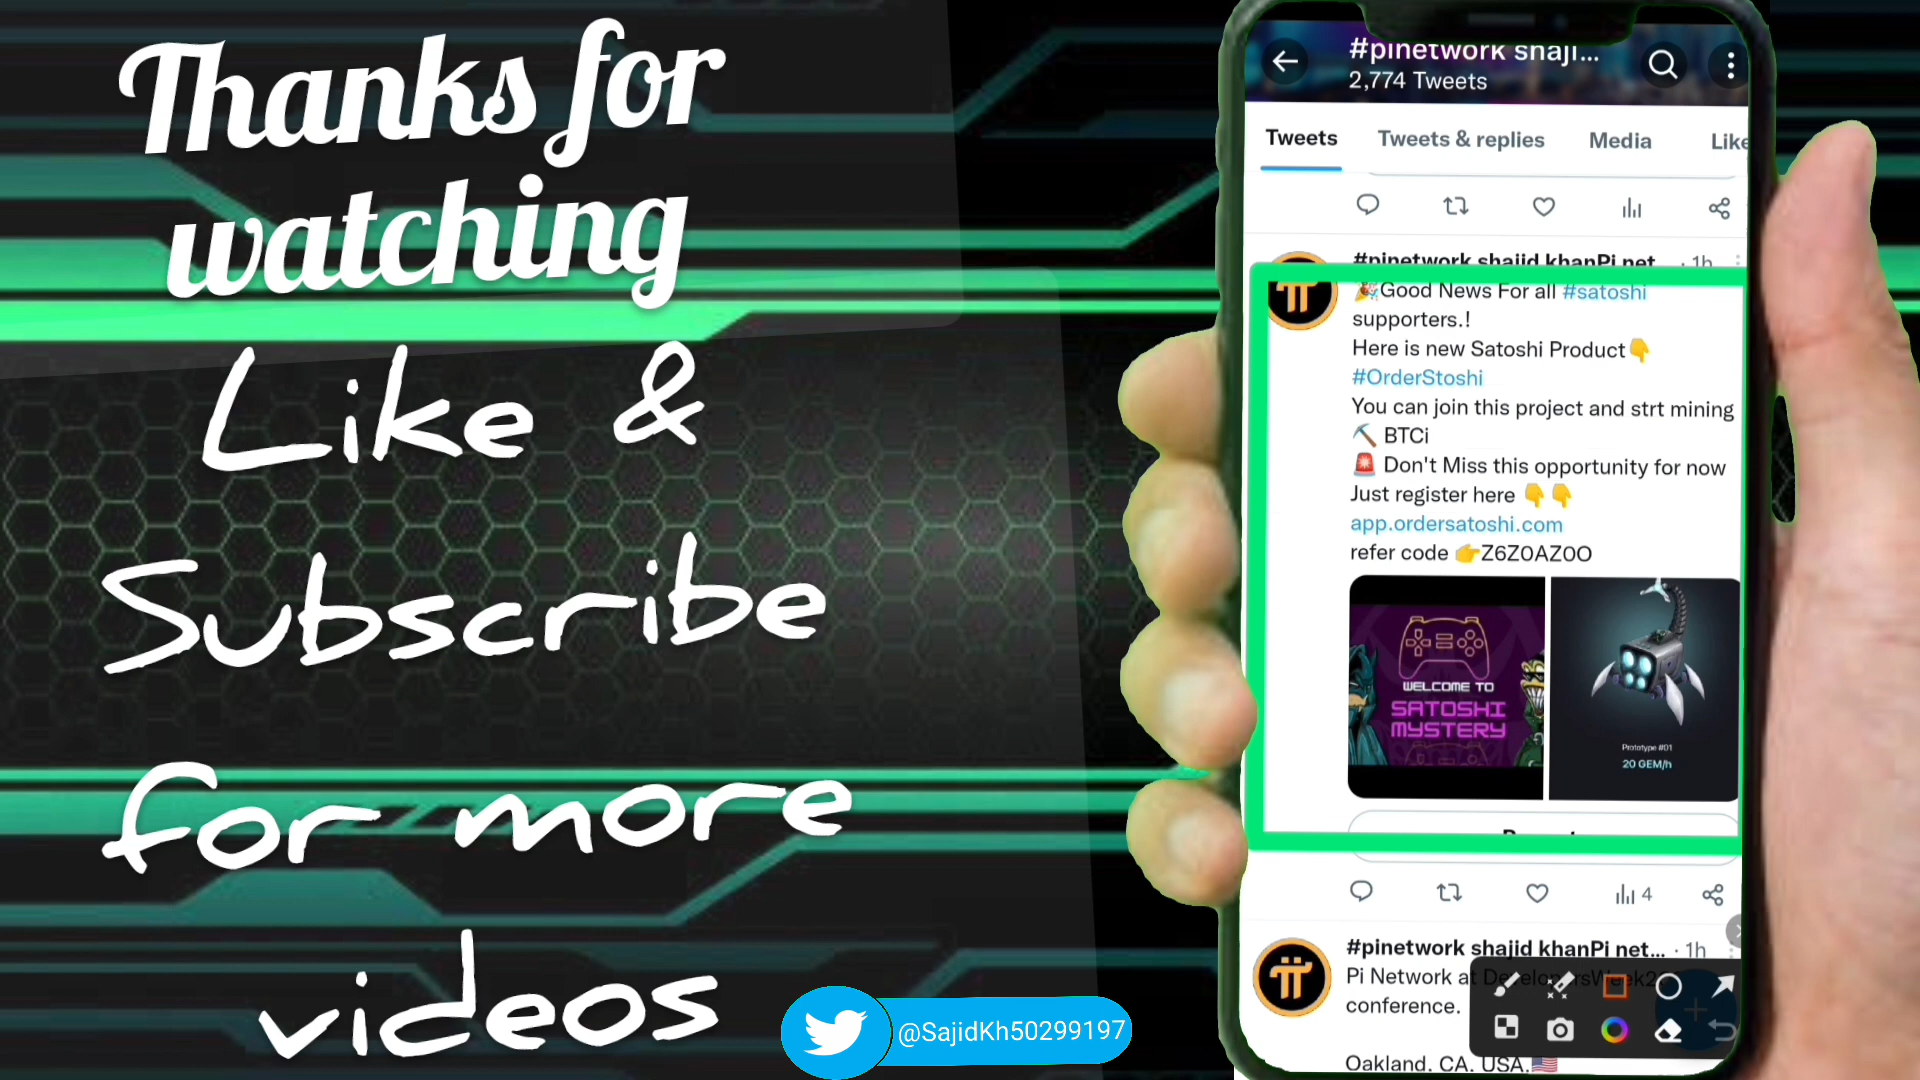 Thanks for
watching
Like &
Subscribe
for more
videos
@SajidKh50299197
#pinetwork shaji...
2,774 Tweets
Tweets Tweets & replies Media Like
#pinetwork shajid khanPi net... · 1h
🎉Good News For all #satoshi
supporters.!
Here is new Satoshi Product👇
#OrderStoshi
You can join this project and strt mining
⛏️ BTCi
🚨 Don't Miss this opportunity for now
Just register here 👇👇
app.ordersatoshi.com
refer code 👉Z6Z0AZ0O
WELCOME TO
SATOSHI
MYSTERY
Prototype #01
20 GEM/h
4
#pinetwork shajid khanPi net... · 1h
Pi Network at DevelopersWeek2
conference.
Oakland. CA. USA.🇺🇸